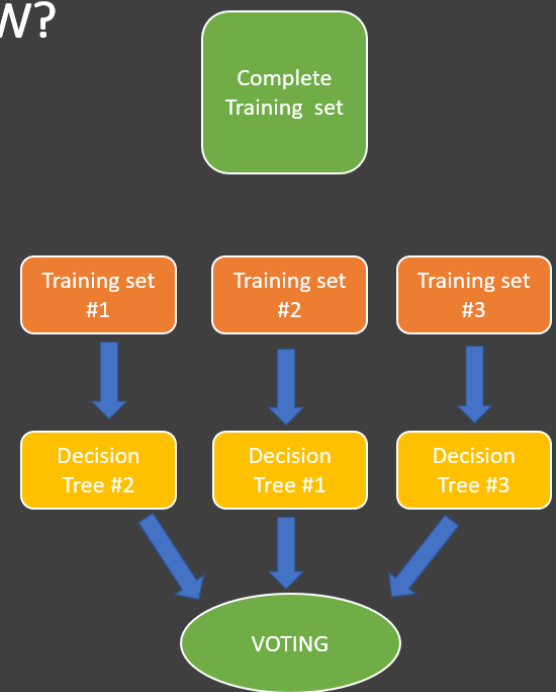 W?
Complete
Training set
Training set
#1
Training set
#2
Training set
#3
Decision
Tree #2
Decision
Tree #1
Decision
Tree #3
VOTING